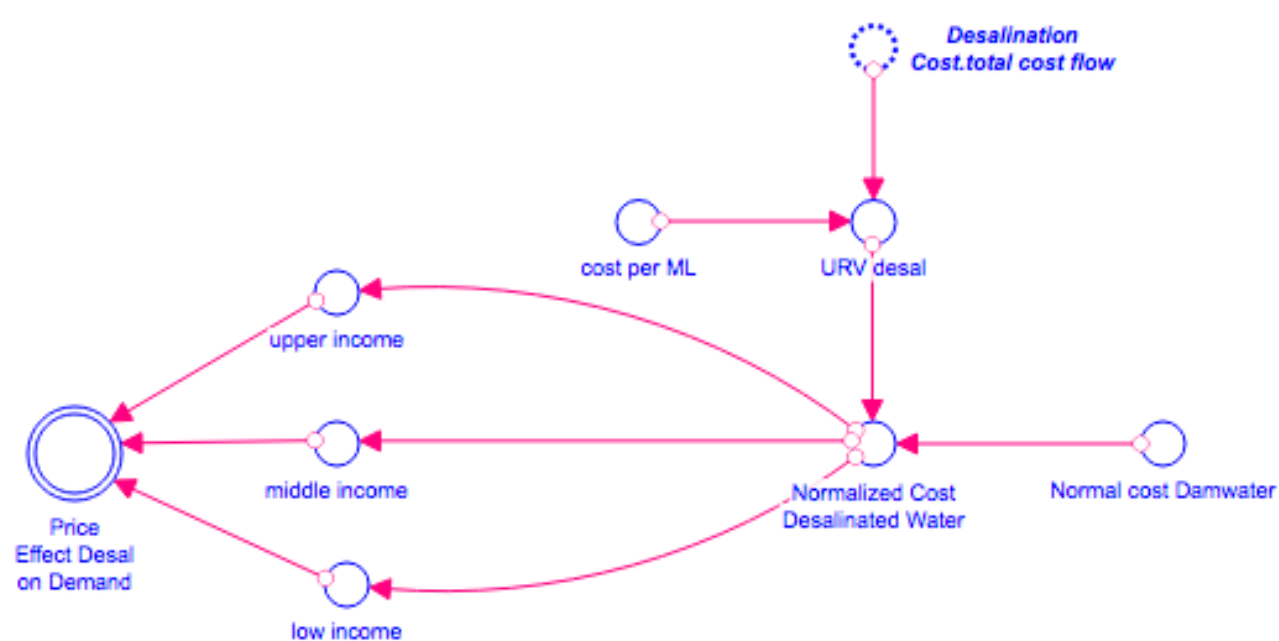 Desalination
Cost.total cost flow
cost per ML
URV desal
upper income
middle income
Normalized Cost
Desalinated Water
Normal cost Damwater
Price
Effect Desal
on Demand
low income